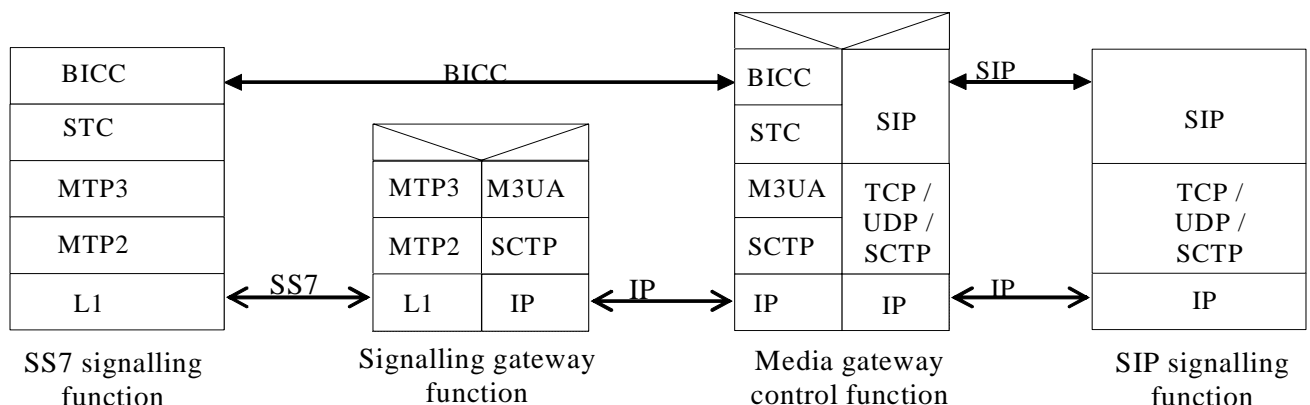 BICC
STC
MTP3
MTP2
L1
SS7 signalling
function
BICC
SS7
MTP3
M3UA
MTP2
SCTP
L1
IP
Signalling gateway
function
IP
BICC
STC
M3UA
SCTP
IP
SIP
TCP /
UDP /
SCTP
IP
Media gateway
control function
SIP
IP
SIP
TCP /
UDP /
SCTP
IP
SIP signalling
function